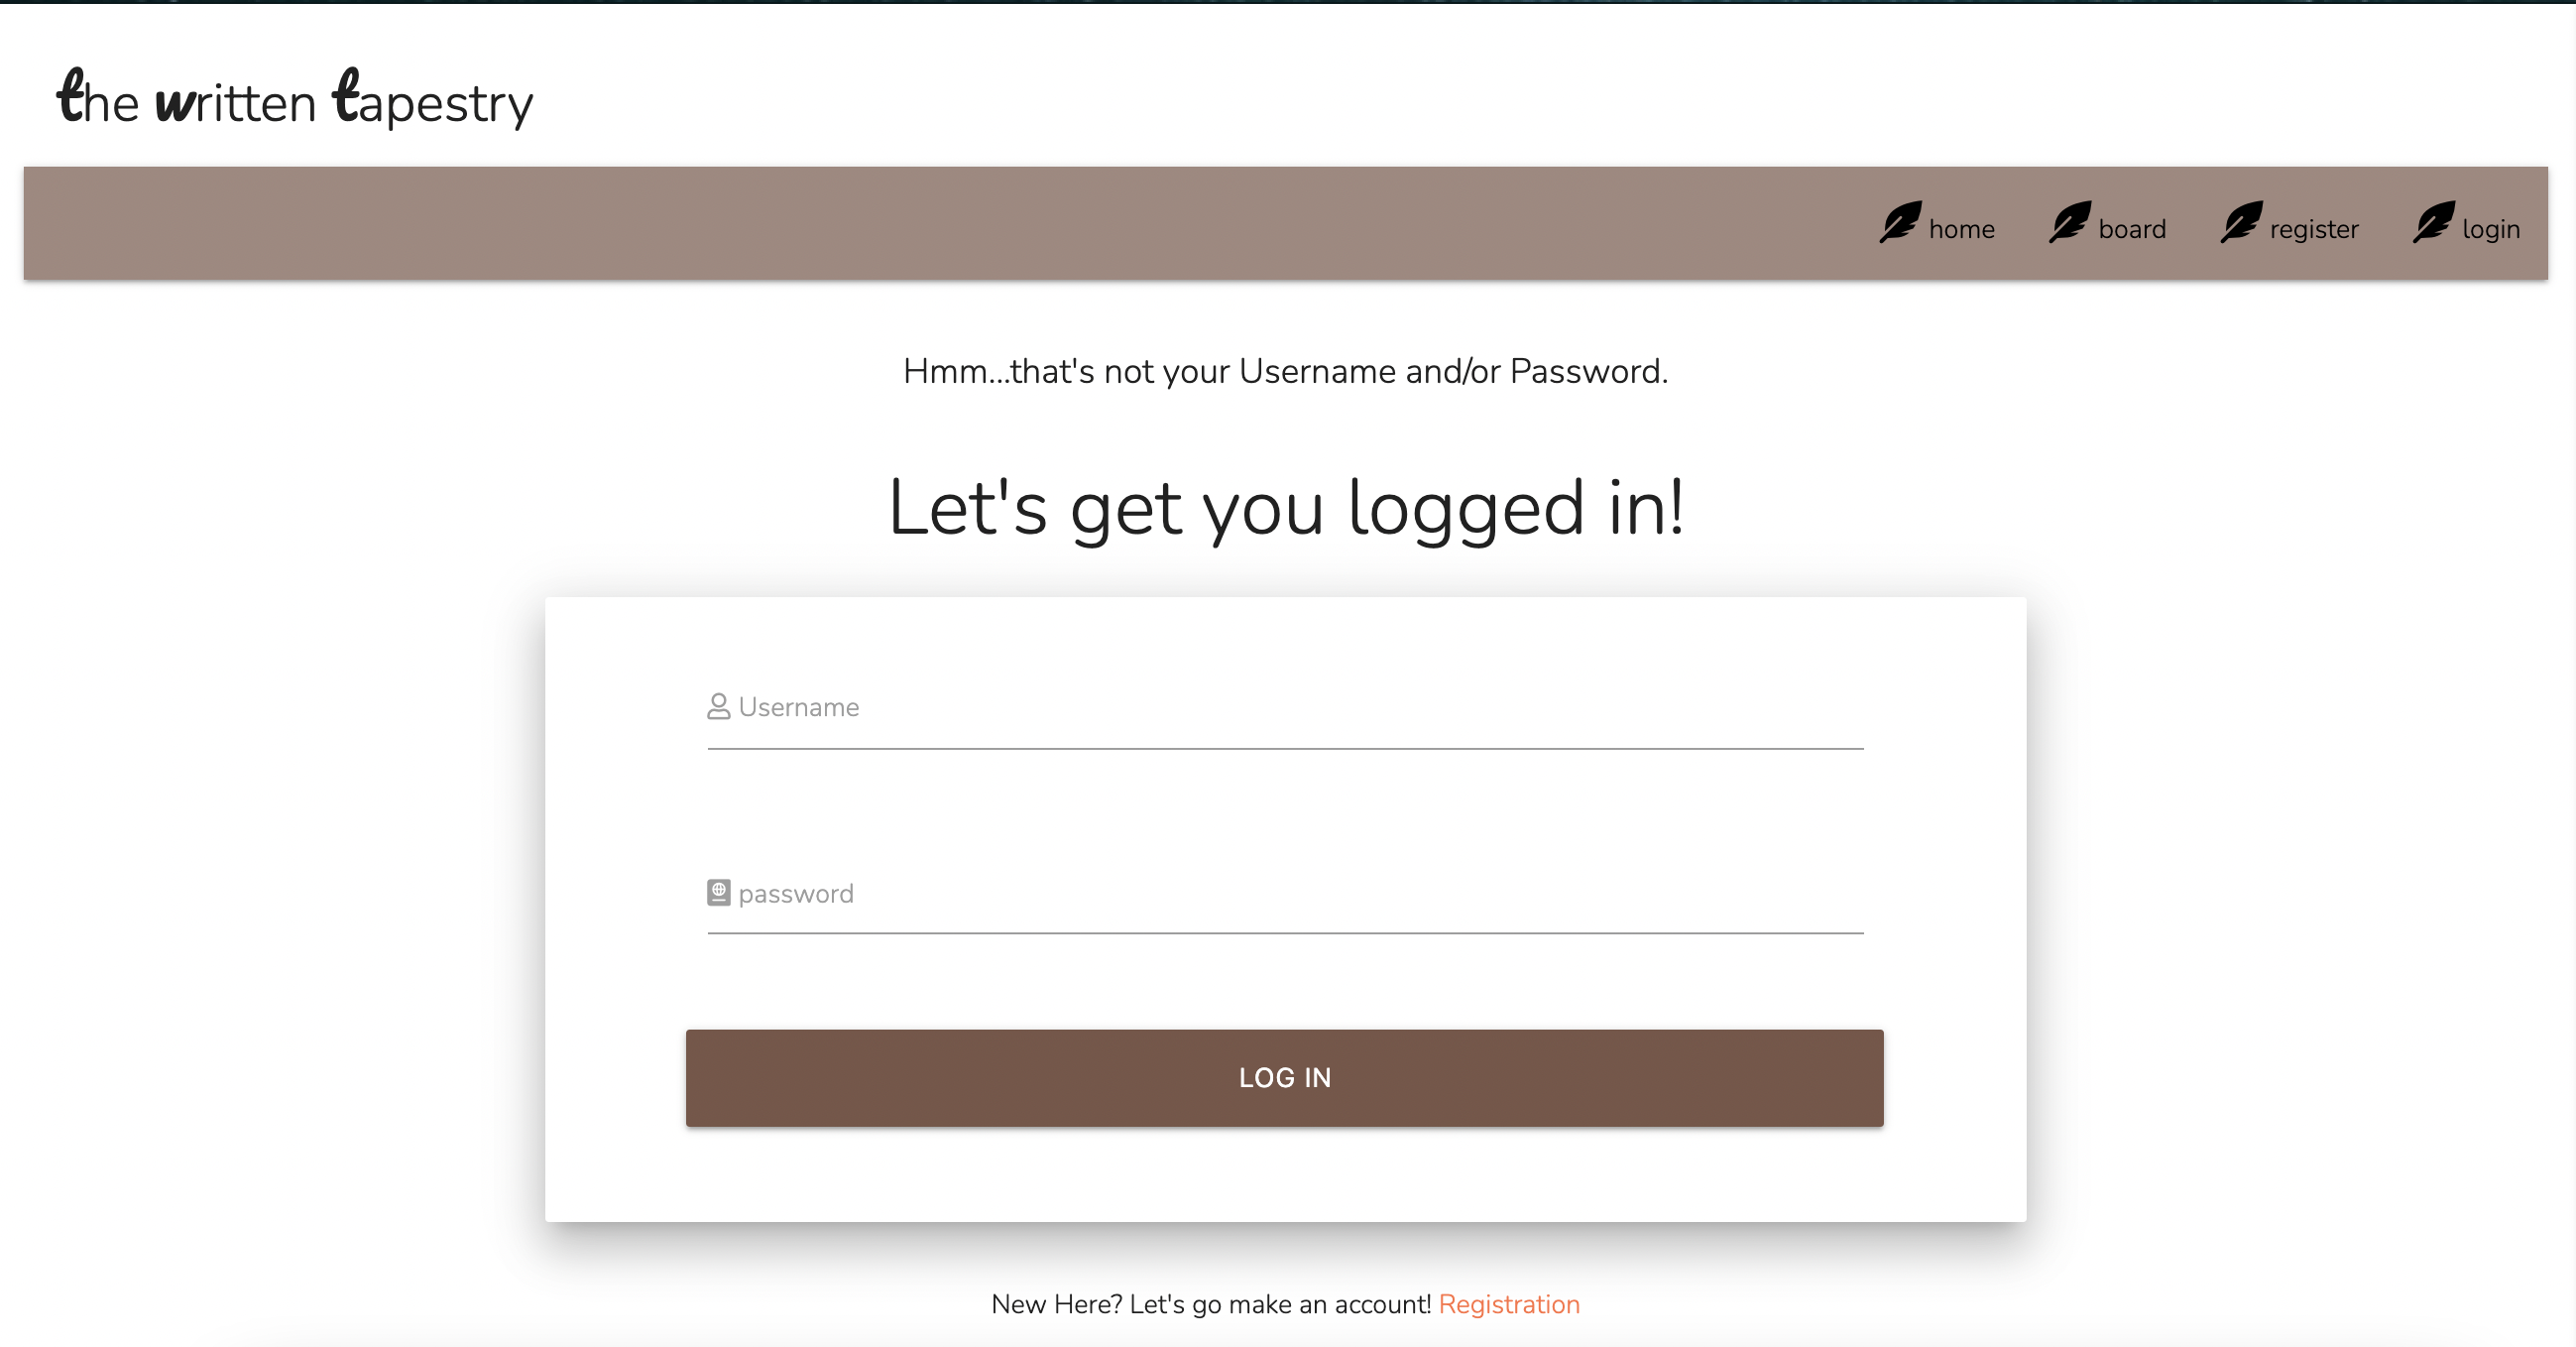 the written tapestry
home board register login
Hmm...that's not your Username and/or Password.
Let's get you logged in!
Username
password
LOG IN
New Here? Let's go make an account! Registration